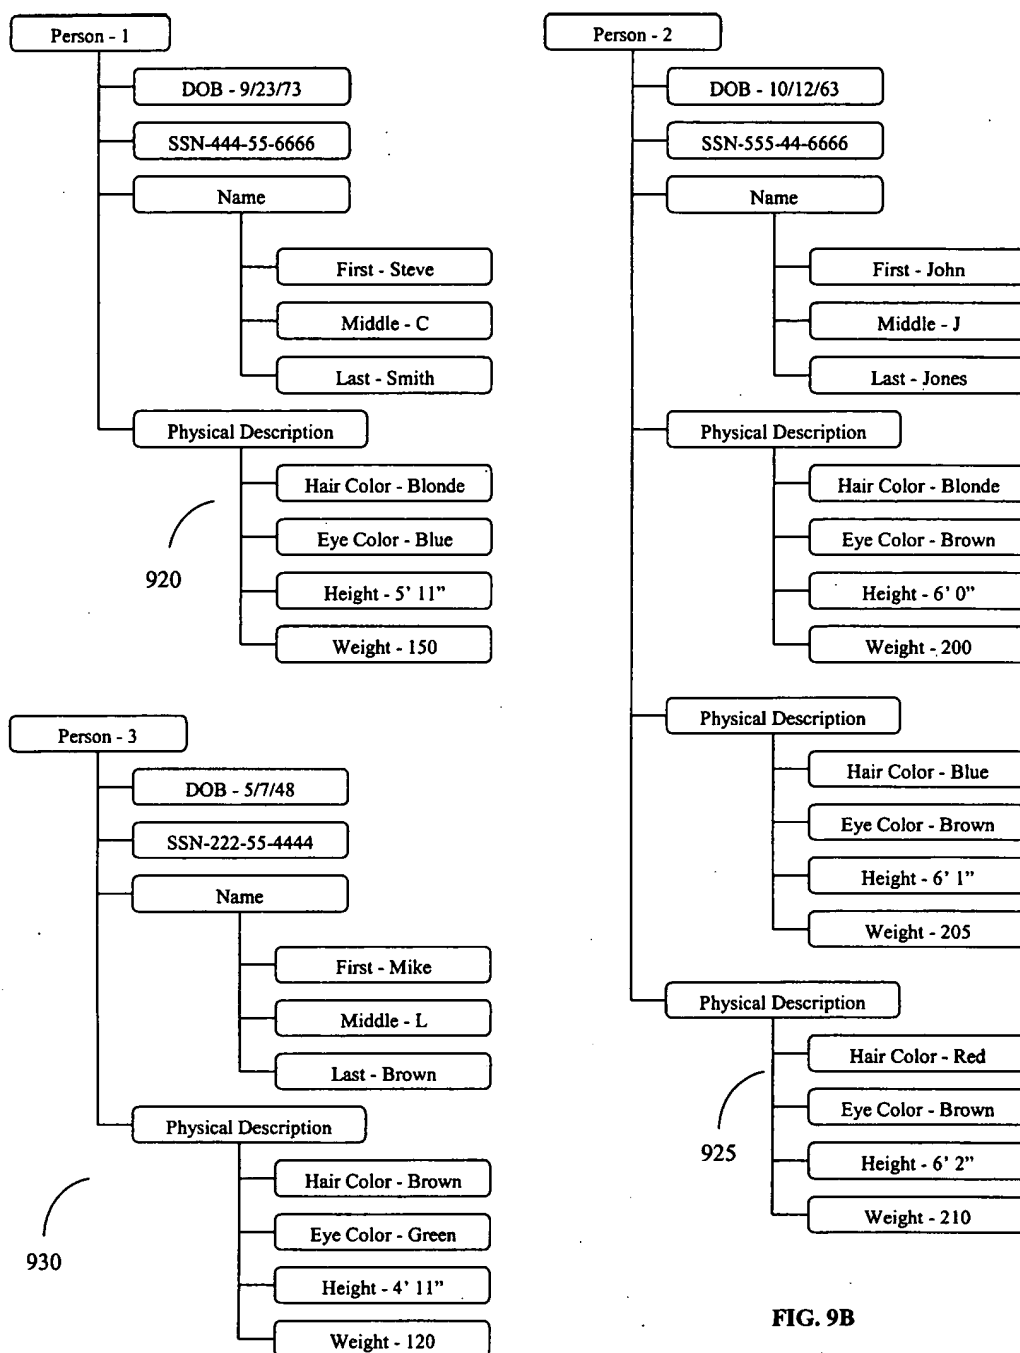 Person - 1
DOB - 9/23/73
SSN-444-55-6666
Name
First - Steve
Middle - C
Last - Smith
Physical Description
Hair Color - Blonde
Eye Color - Blue
Height - 5' 11”
Weight - 150
920
Person - 3
DOB - 5/7/48
SSN-222-55-4444
Name
First - Mike
Middle - L
Last - Brown
Physical Description
Hair Color - Brown
Eye Color - Green
Height - 4' 11”
Weight - 120
930
Person - 2
DOB - 10/12/63
SSN-555-44-6666
Name
First - John
Middle - J
Last - Jones
Physical Description
Hair Color - Blonde
Eye Color - Brown
Height - 6' 0”
Weight - 200
Physical Description
Hair Color - Blue
Eye Color - Brown
Height - 6' 1”
Weight - 205
Physical Description
Hair Color - Red
Eye Color - Brown
Height - 6' 2”
Weight - 210
925
FIG. 9B